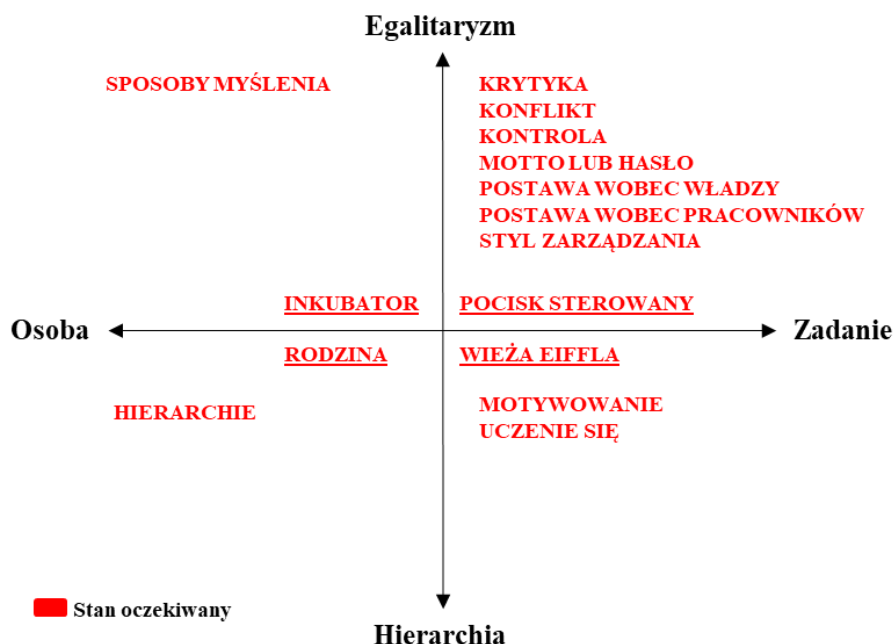 Egalitaryzm
SPOSOBY MYŚLENIA
KRYTYKA
KONFLIKT
KONTROLA
MOTTO LUB HASŁO
POSTAWA WOBEC WŁADZY
POSTAWA WOBEC PRACOWNIKÓW
STYL ZARZĄDZANIA
INKUBATOR
POCISK STEROWANY
Osoba
Zadanie
RODZINA
WIEŻA EIFFLA
HIERARCHIE
MOTYWOWANIE
UCZENIE SIĘ
Stan oczekiwany
Hierarchia